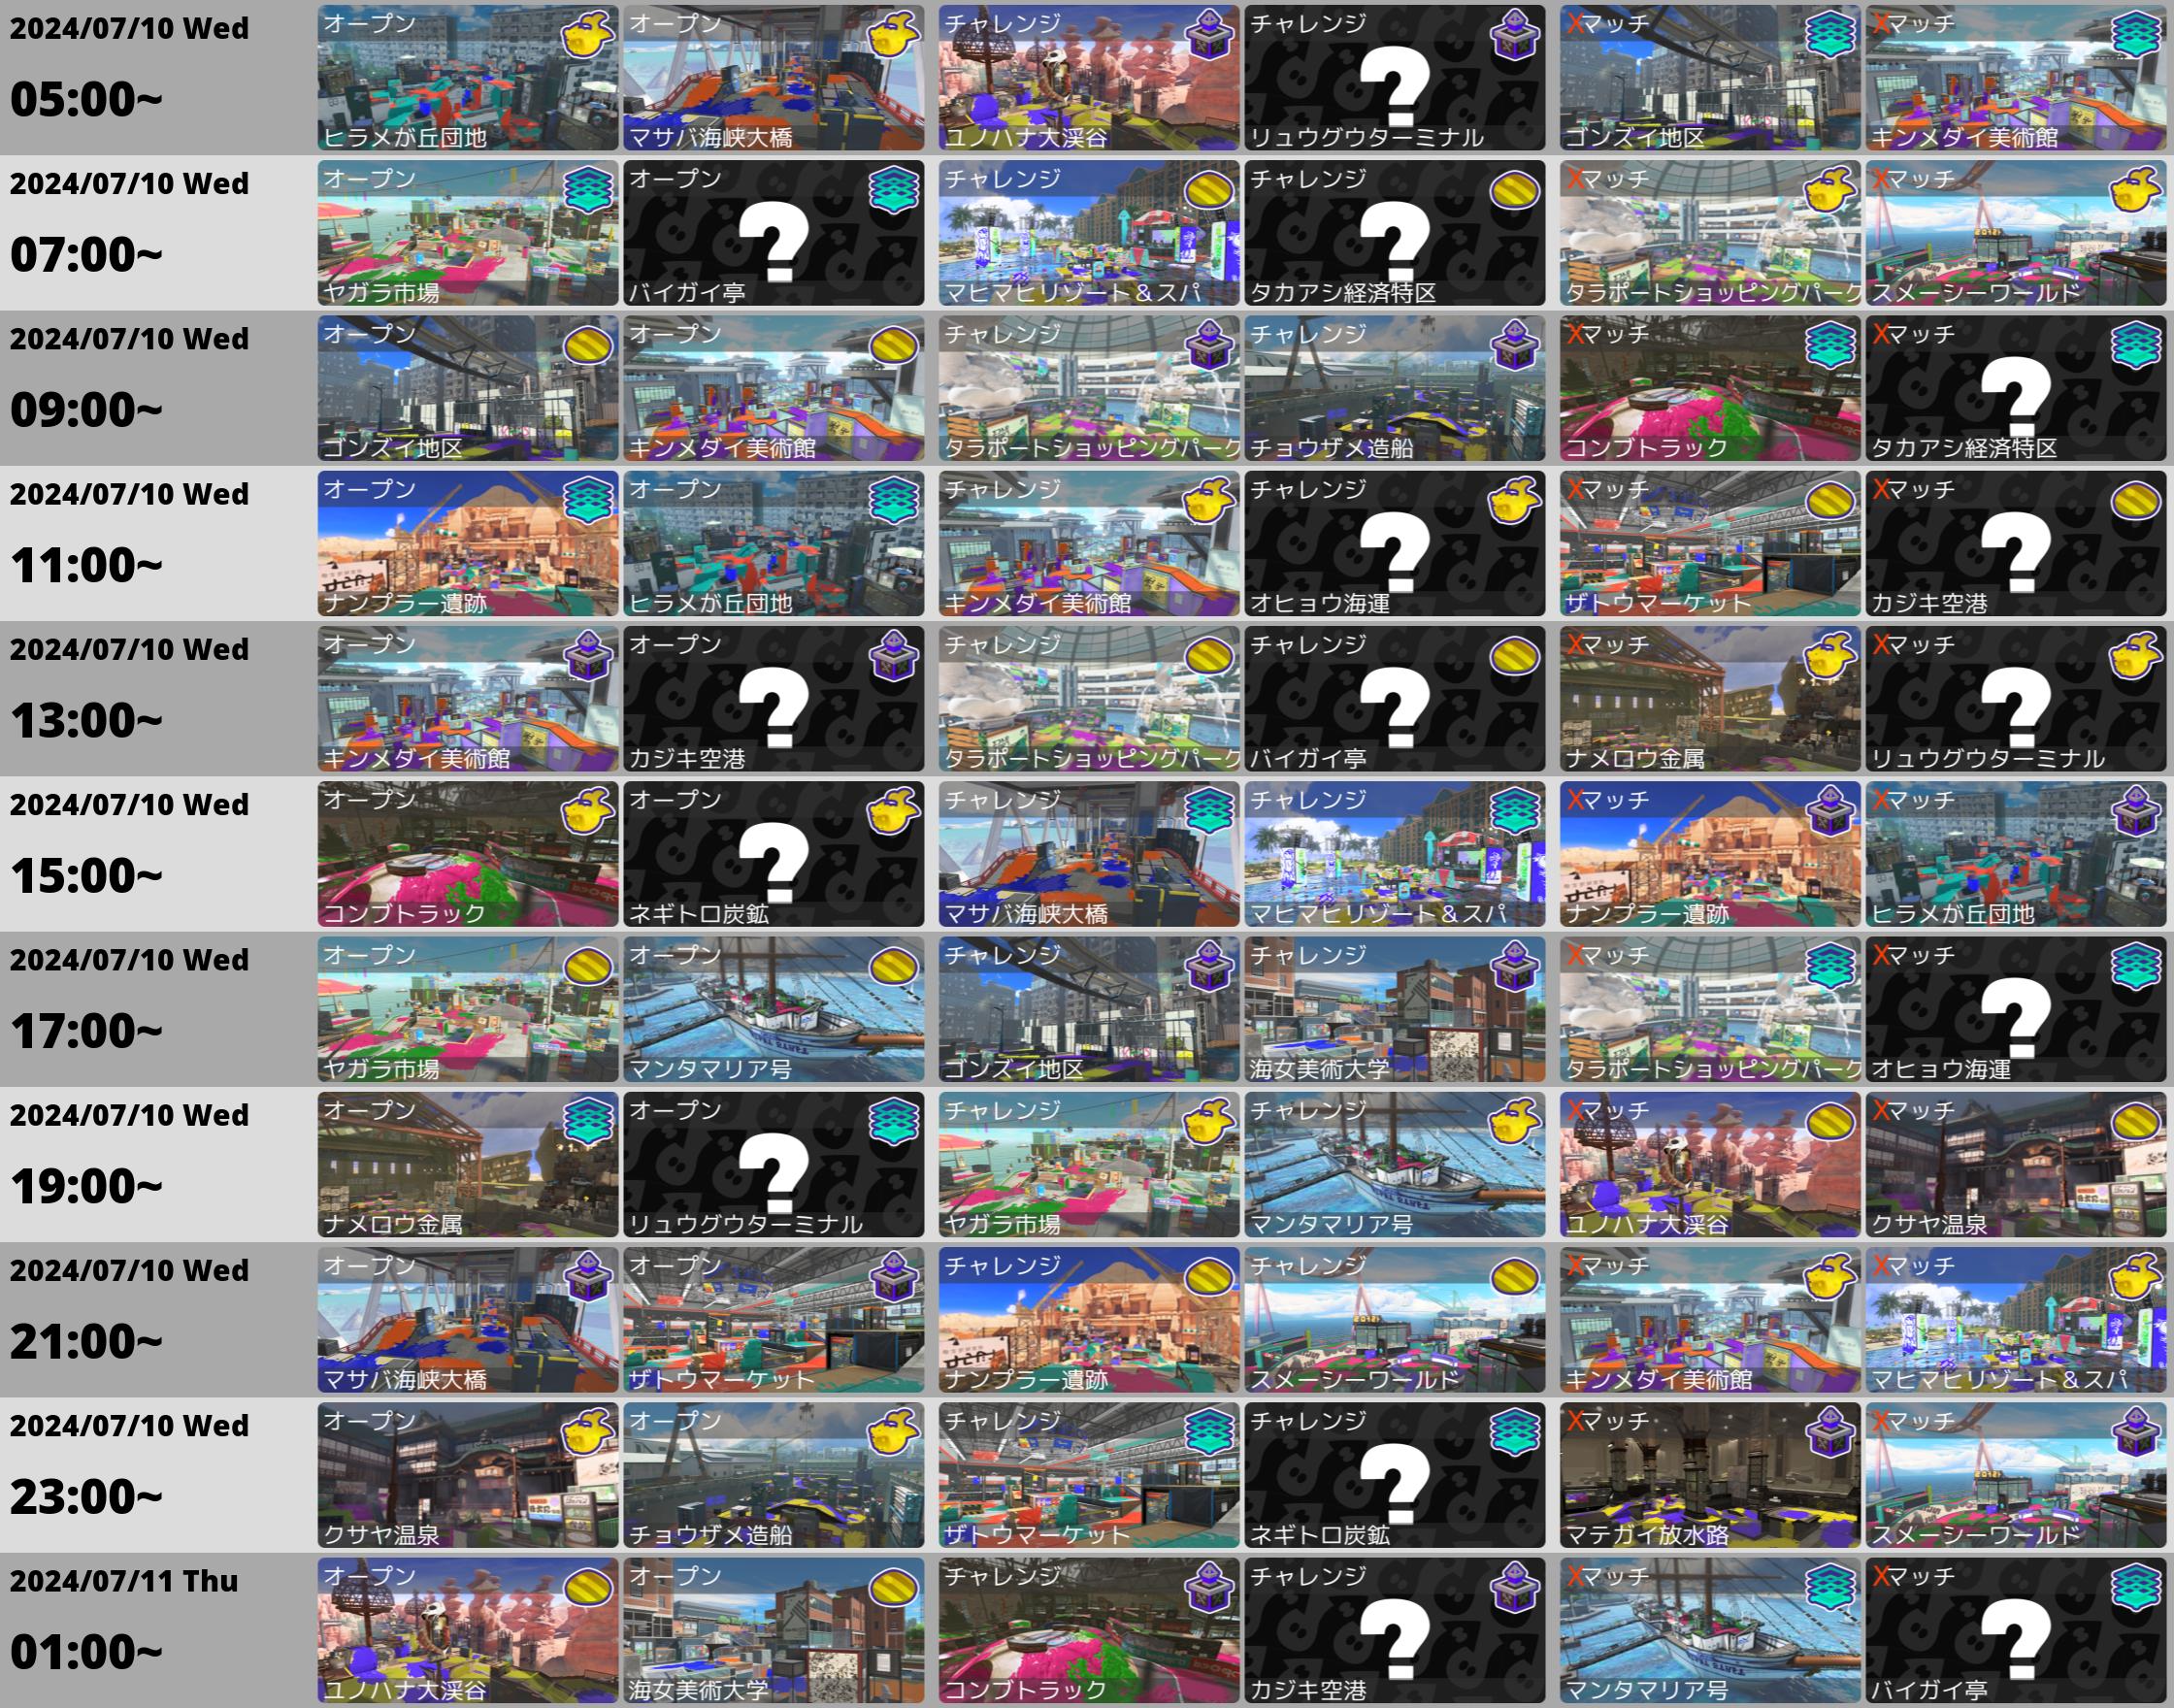 2024/07/10 Wed
05:00~
オープン
ヒラメが丘団地
オープン
マサバ海峡大橋
チャレンジ
ユノハナ大渓谷
チャレンジ
?
リュウグウターミナル
Xマッチ
ゴンズイ地区
Xマッチ
キンメダイ美術館
2024/07/10 Wed
07:00~
オープン
ヤガラ市場
オープン
?
バイガイ亭
チャレンジ
マヒマヒリゾート&スパ
チャレンジ
?
タカアシ経済特区
Xマッチ
タラポートショッピングパーク
Xマッチ
スメーシーワールド
2024/07/10 Wed
09:00~
オープン
ゴンズイ地区
オープン
キンメダイ美術館
チャレンジ
タラポートショッピングパーク
チャレンジ
チョウザメ造船
Xマッチ
コンブトラック
Xマッチ
?
タカアシ経済特区
2024/07/10 Wed
11:00~
オープン
ナンプラー遺跡
オープン
ヒラメが丘団地
チャレンジ
キンメダイ美術館
チャレンジ
?
オヒョウ海運
Xマッチ
ザトウマーケット
Xマッチ
?
カジキ空港
2024/07/10 Wed
13:00~
オープン
キンメダイ美術館
オープン
?
カジキ空港
チャレンジ
タラポートショッピングパーク
チャレンジ
?
バイガイ亭
Xマッチ
ナメロウ金属
Xマッチ
?
リュウグウターミナル
2024/07/10 Wed
15:00~
オープン
コンブトラック
オープン
?
ネギトロ炭鉱
チャレンジ
マサバ海峡大橋
チャレンジ
マヒマヒリゾート&スパ
Xマッチ
ナンプラー遺跡
Xマッチ
ヒラメが丘団地
2024/07/10 Wed
17:00~
オープン
ヤガラ市場
オープン
マンタマリア号
チャレンジ
ゴンズイ地区
チャレンジ
海女美術大学
Xマッチ
タラポートショッピングパーク
Xマッチ
?
オヒョウ海運
2024/07/10 Wed
19:00~
オープン
ナメロウ金属
オープン
?
リュウグウターミナル
チャレンジ
ヤガラ市場
チャレンジ
マンタマリア号
Xマッチ
ユノハナ大渓谷
Xマッチ
クサヤ温泉
2024/07/10 Wed
21:00~
オープン
マサバ海峡大橋
オープン
ザトウマーケット
チャレンジ
ナンプラー遺跡
チャレンジ
スメーシーワールド
Xマッチ
キンメダイ美術館
Xマッチ
マヒマヒリゾート&スパ
2024/07/10 Wed
23:00~
オープン
クサヤ温泉
オープン
チョウザメ造船
チャレンジ
ザトウマーケット
チャレンジ
?
ネギトロ炭鉱
Xマッチ
マテガイ放水路
Xマッチ
スメーシーワールド
2024/07/11 Thu
01:00~
オープン
ユノハナ大渓谷
オープン
海女美術大学
チャレンジ
コンブトラック
チャレンジ
?
カジキ空港
Xマッチ
マンタマリア号
Xマッチ
?
バイガイ亭